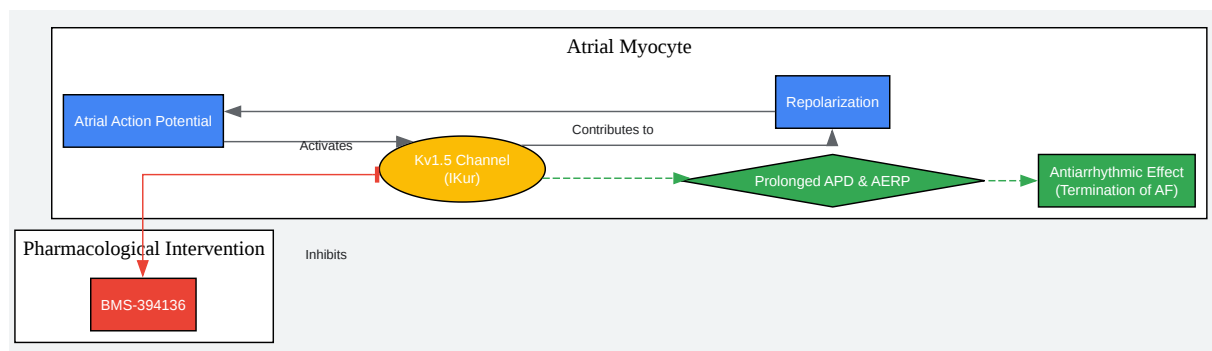 Atrial Myocyte
Repolarization
Atrial Action Potential
Contributes to
Activates
Kv1.5 Channel
(IKur)
Prolonged APD & AERP
Antiarrhythmic Effect
(Termination of AF)
Pharmacological Intervention
Inhibits
BMS-394136